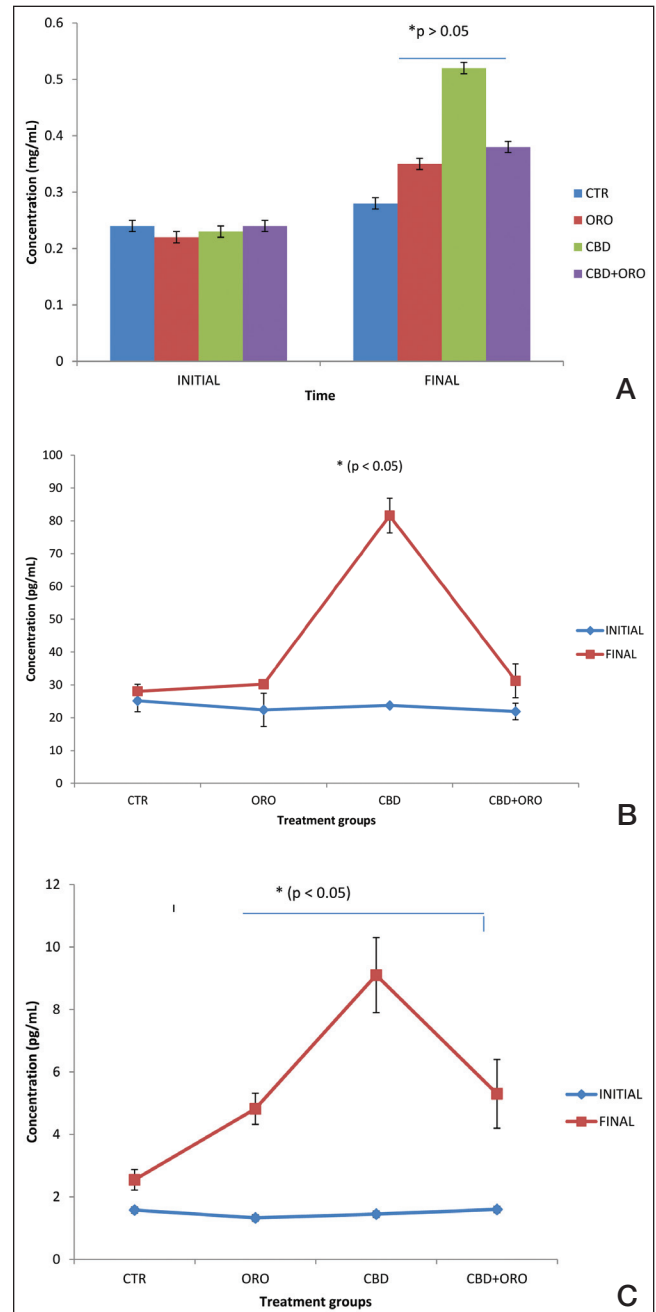 *p > 0.05
0.6
0.5
0.4
0.3
0.2
0.1
0
Concentration (mg/mL)
INITIAL FINAL
Time
CTR
ORO
CBD
CBD+ORO
A
* (p < 0.05)
100
90
80
70
60
50
40
30
20
10
0
Concentration (pg/mL)
CTR ORO CBD CBD+ORO
Treatment groups
INITIAL
FINAL
B
* (p < 0.05)
12
10
8
6
4
2
0
Concentration (pg/mL)
CTR ORO CBD CBD+ORO
Treatment groups
INITIAL
FINAL
C